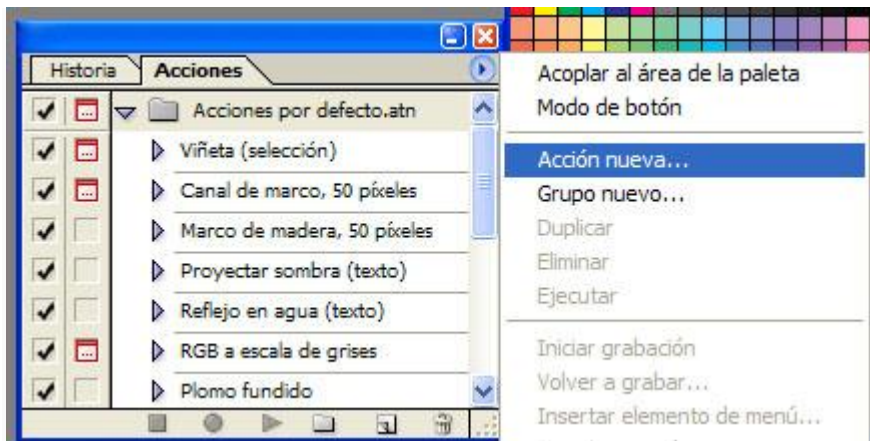 Historia
Acciones
Acciones por defecto.atn
Viñeta (selección)
Canal de marco, 50 píxeles
Marco de madera, 50 píxeles
Proyectar sombra (texto)
Reflejo en agua (texto)
RGB a escala de grises
Plomo fundido
Acoplar al área de la paleta
Modo de botón
Acción nueva...
Grupo nuevo...
Duplicar
Eliminar
Ejecutar
Iniciar grabación
Volver a grabar...
Insertar elemento de menú...